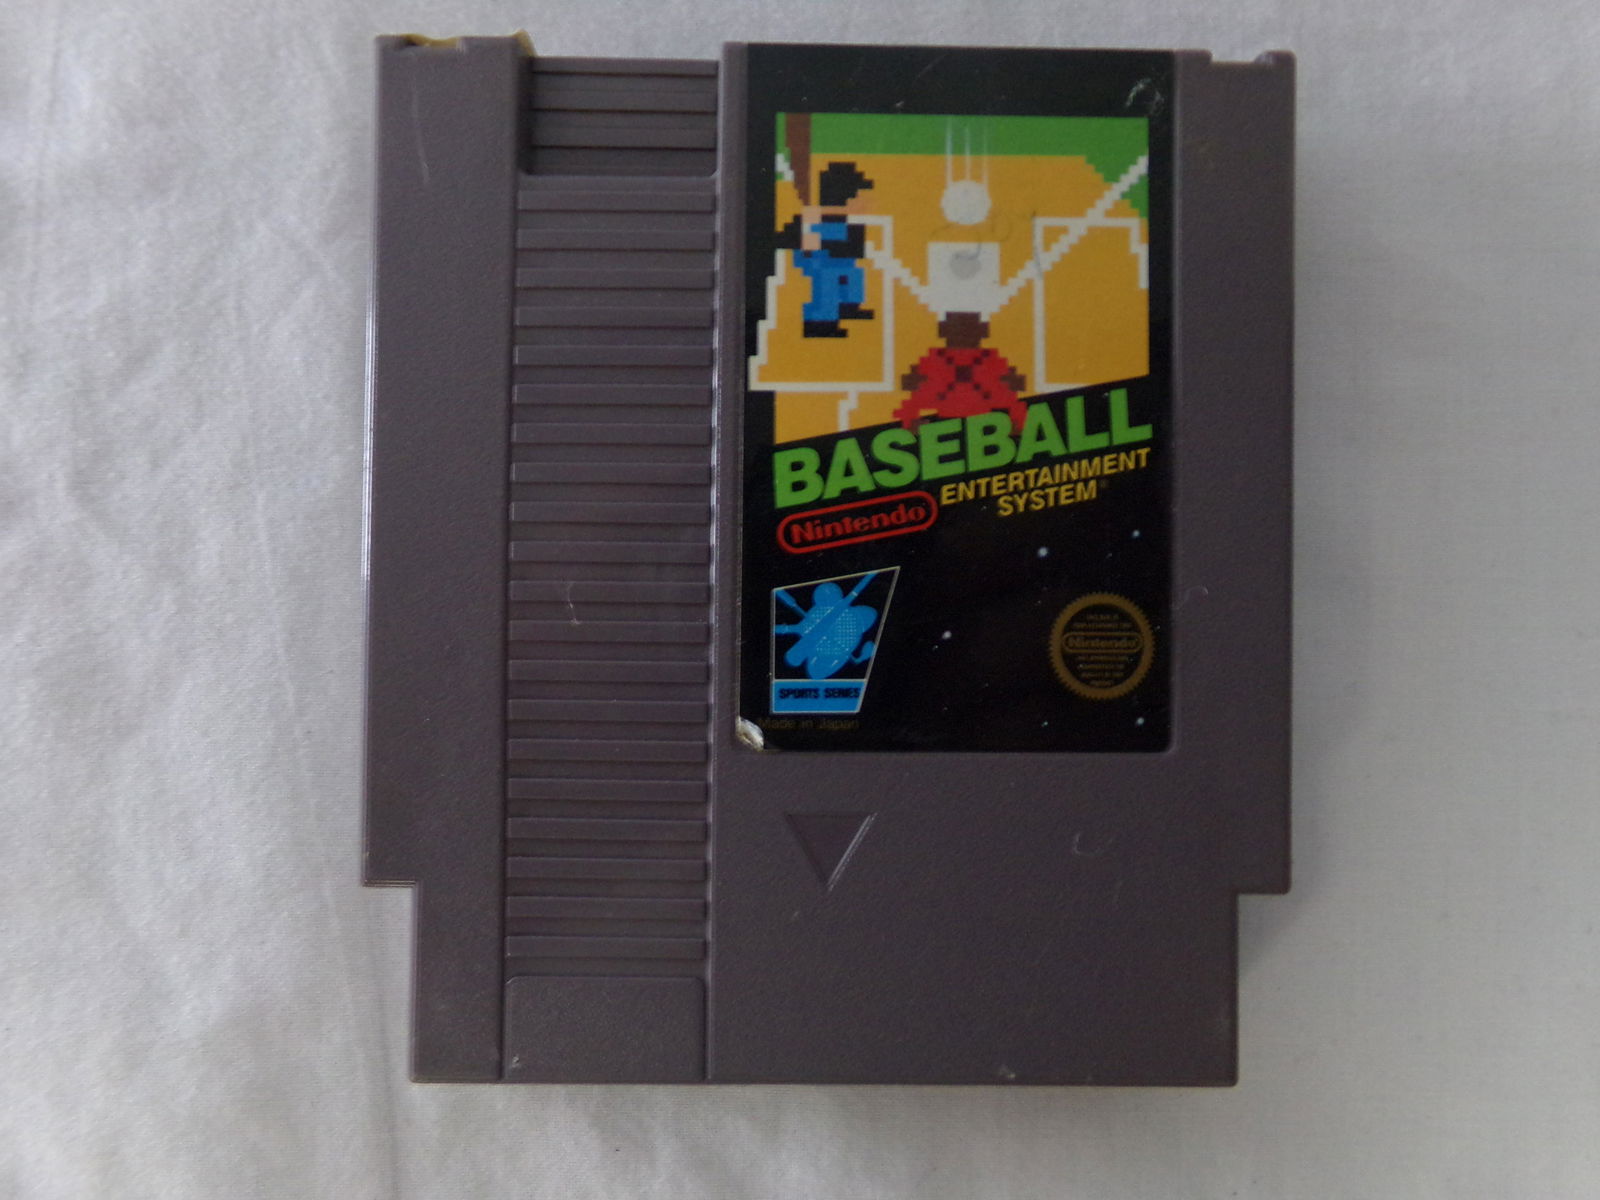 BASEBALL
Nintendo
ENTERTAINMENT
SYSTEM
SPORTS SERIES
Made in Japan
Nintendo